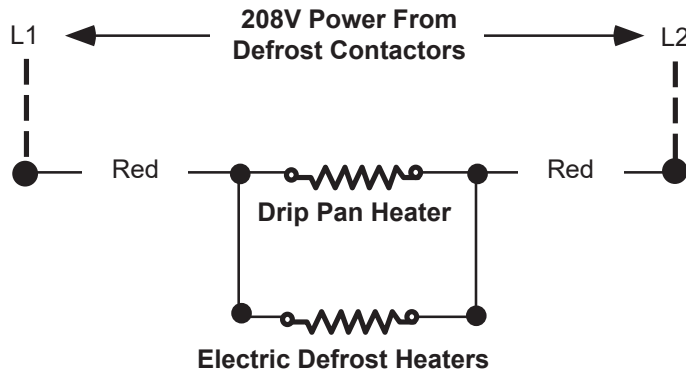 208V Power From
Defrost Contactors
L1
L2
Red
Red
Drip Pan Heater
Electric Defrost Heaters